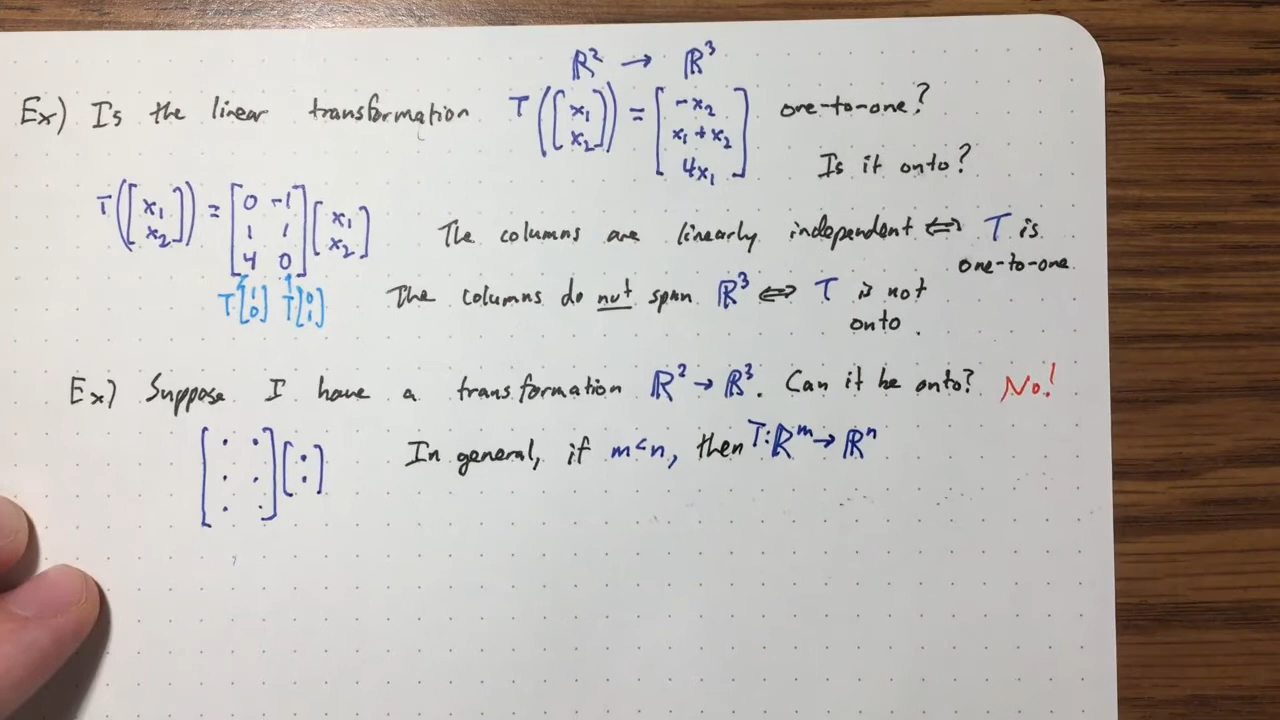 ℝ² → ℝ³
Ex) Is the linear transformation T([x₁ x₂]) = [-x₂ x₁+x₂ 4x₁] one-to-one?
Is it onto?
T([x₁ x₂]) = [0 -1 1 1 4 0][x₁ x₂]
The columns are linearly independent ⟺ T is
one-to-one.
T[1 0] T[0 1]
The columns do not span ℝ³ ⟺ T is not
onto.
Ex) Suppose I have a transformation ℝ² → ℝ³. Can it be onto? No!
In general, if m<n, then T: ℝᵐ → ℝⁿ